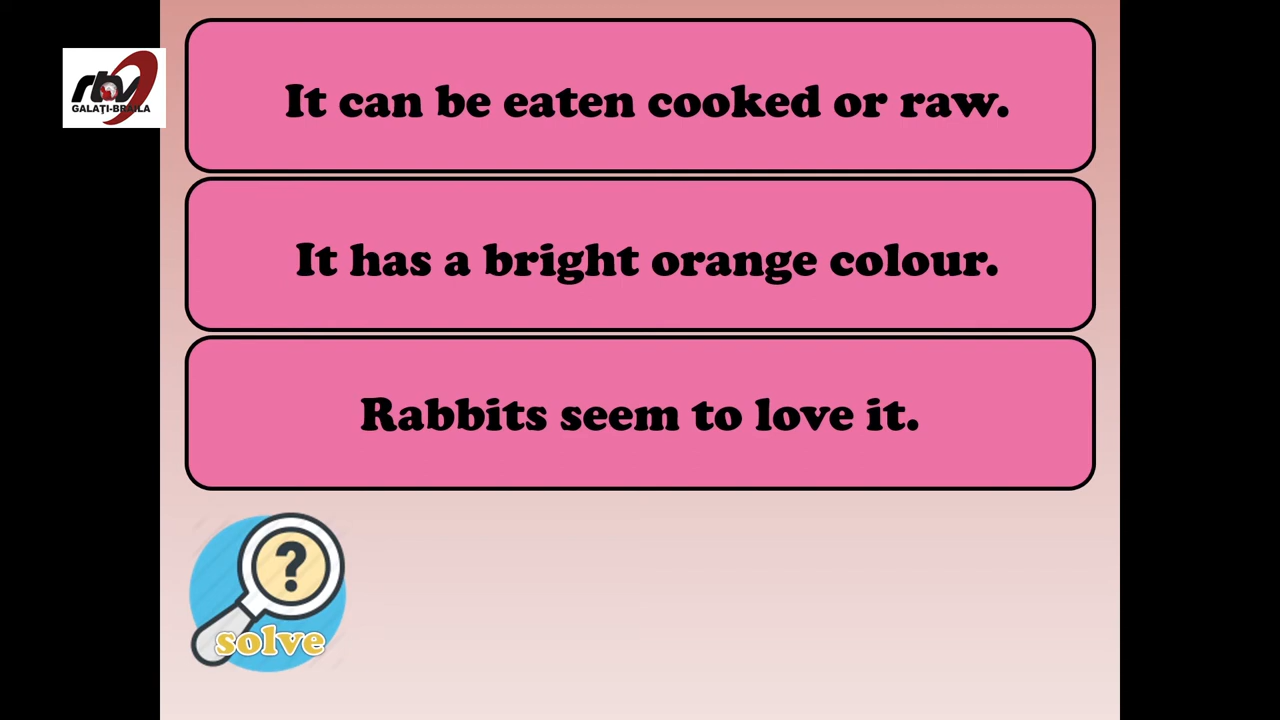 rtv
GALAȚI-BRĂILA
It can be eaten cooked or raw.
It has a bright orange colour.
Rabbits seem to love it.
?
solve